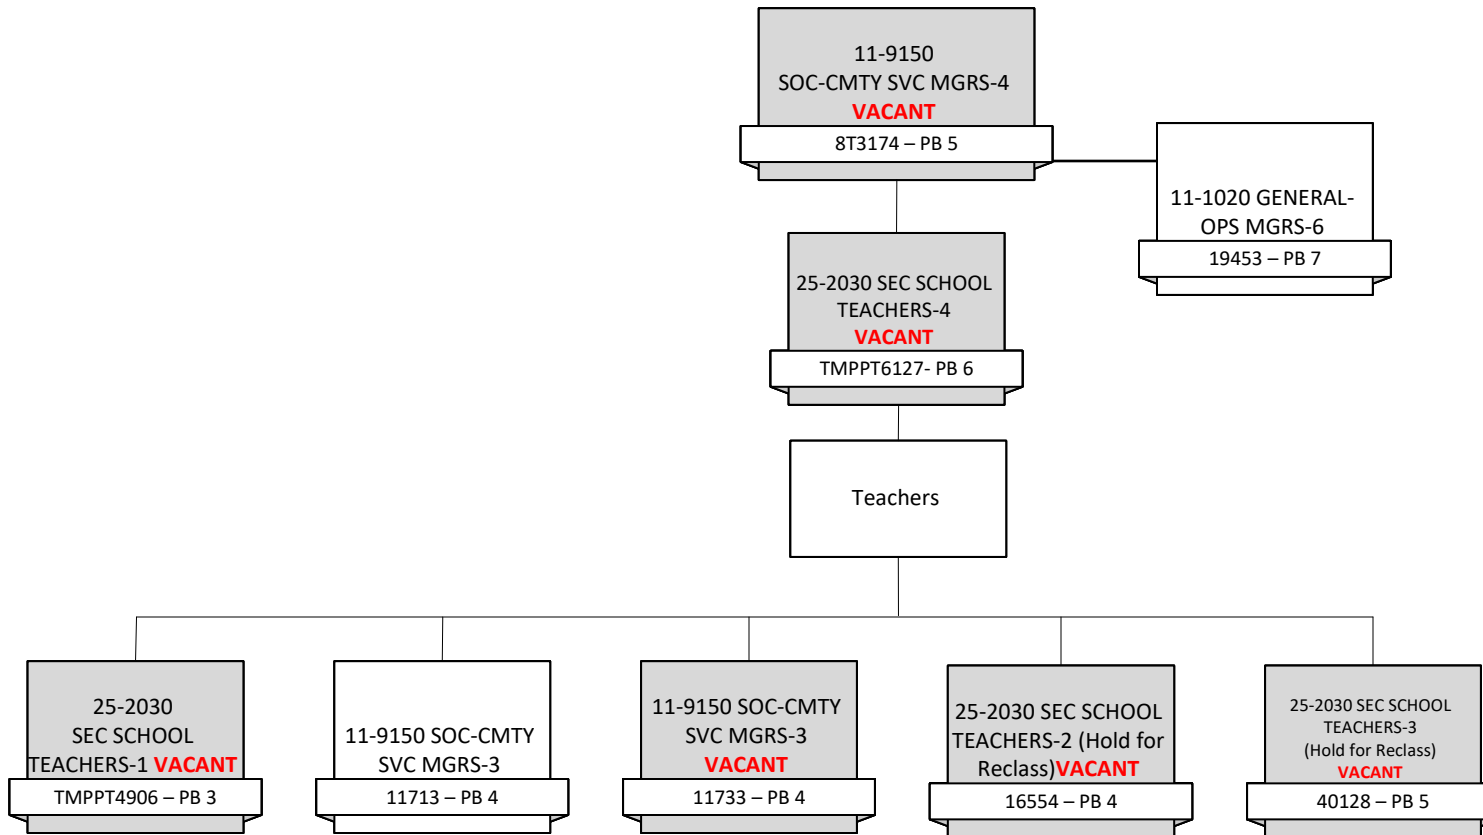 11-9150
SOC-CMTY SVC MGRS-4
VACANT
8T3174 – PB 5
11-1020 GENERAL-
OPS MGRS-6
19453 – PB 7
25-2030 SEC SCHOOL
TEACHERS-4
VACANT
TMPPT6127- PB 6
Teachers
25-2030
SEC SCHOOL
TEACHERS-1 VACANT
TMPPT4906 – PB 3
11-9150 SOC-CMTY
SVC MGRS-3
11713 – PB 4
11-9150 SOC-CMTY
SVC MGRS-3
VACANT
11733 – PB 4
25-2030 SEC SCHOOL
TEACHERS-2 (Hold for
Reclass)VACANT
16554 – PB 4
25-2030 SEC SCHOOL
TEACHERS-3
(Hold for Reclass)
VACANT
40128 – PB 5